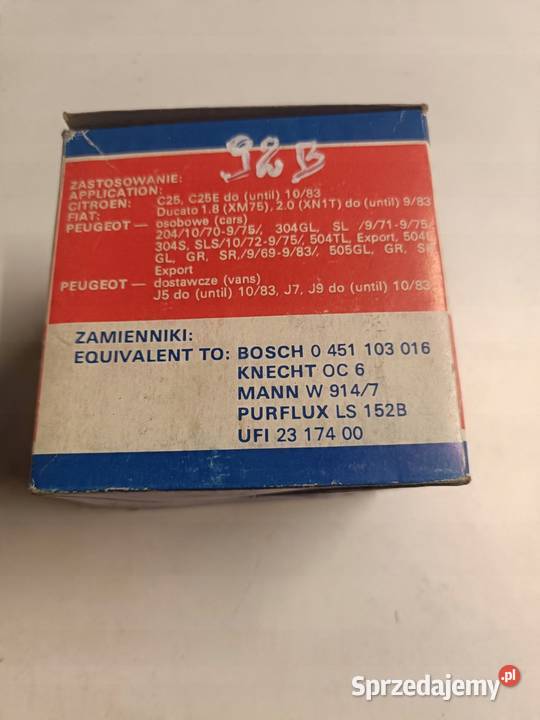 92B
ZASTOSOWANIE:
APPLICATION:
CITROEN: C25, C25E do (until) 10/83
FIAT: Ducato 1.8 (XM75), 2.0 (XN1T) do (until) 9/83
PEUGEOT — osobowe (cars)
204/10/70-9/75/, 304GL, SL /9/71-9/75/,
304S, SLS/10/72-9/75/, 504TL, Export, 504L
GL, GR, SR/9/69-9/83/, 505GL, GR, SR
Export
PEUGEOT — dostawcze (vans)
J5 do (until) 10/83, J7, J9 do (until) 10/83
ZAMIENNIKI:
EQUIVALENT TO: BOSCH 0 451 103 016
KNECHT OC 6
MANN W 914/7
PURFLUX LS 152B
UFI 23 174 00
Sprzedajemy.pl